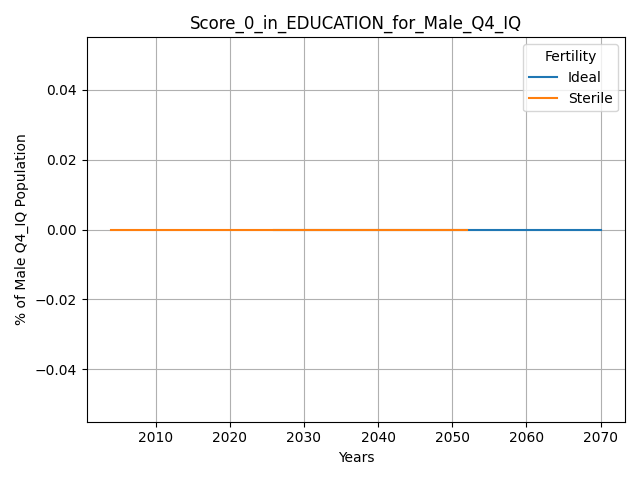 Score_0_in_EDUCATION_for_Male_Q4_IQ
Fertility
Ideal
Sterile
% of Male Q4_IQ Population
0.04
0.02
0.00
−0.02
−0.04
2010 2020 2030 2040 2050 2060 2070
Years